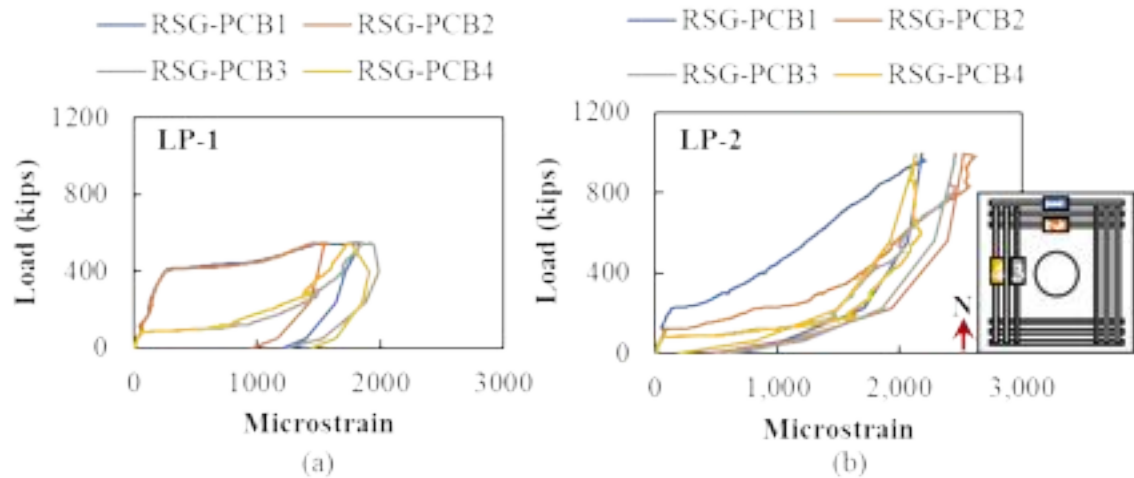 RSG-PCB1 RSG-PCB2
RSG-PCB3 RSG-PCB4
LP-1
Load (kips)
1200
800
400
0
0 1000 2000 3000
Microstrain
(a)
RSG-PCB1 RSG-PCB2
RSG-PCB3 RSG-PCB4
LP-2
Load (kips)
1200
800
400
0
0 1,000 2,000 3,000
Microstrain
(b)
N